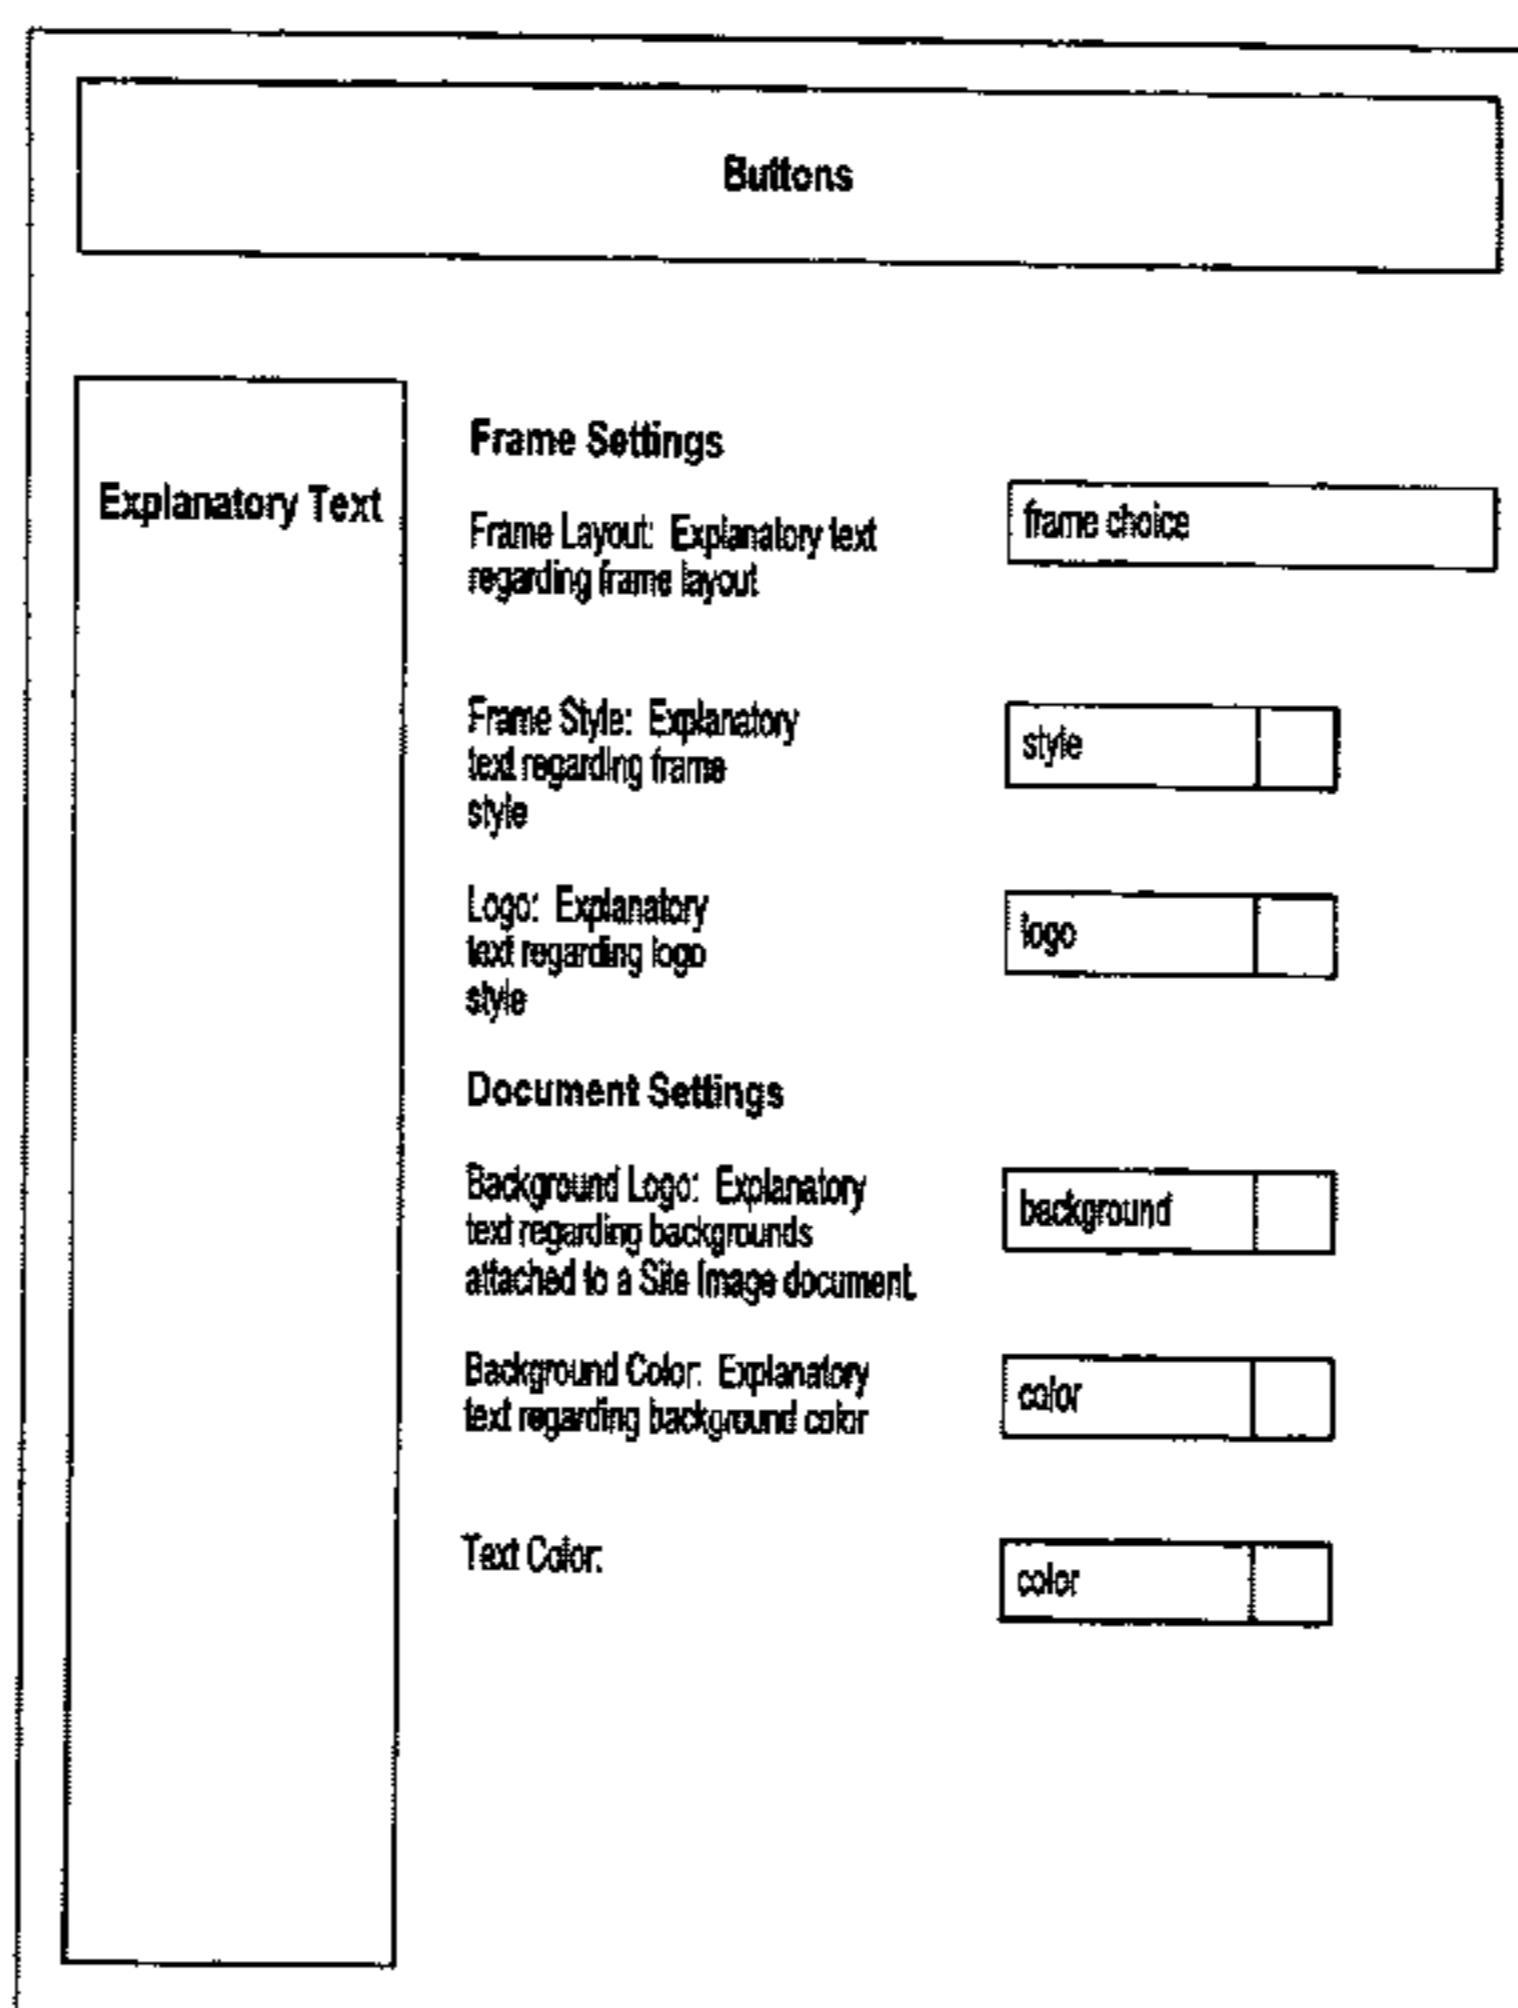 Buttons
Explanatory Text
Frame Settings
Frame Layout: Explanatory text
regarding frame layout
frame choice
Frame Style: Explanatory
text regarding frame
style
style
Logo: Explanatory
text regarding logo
style
logo
Document Settings
Background Logo: Explanatory
text regarding backgrounds
attached to a Site Image document.
background
Background Color: Explanatory
text regarding background color
color
Text Color:
color